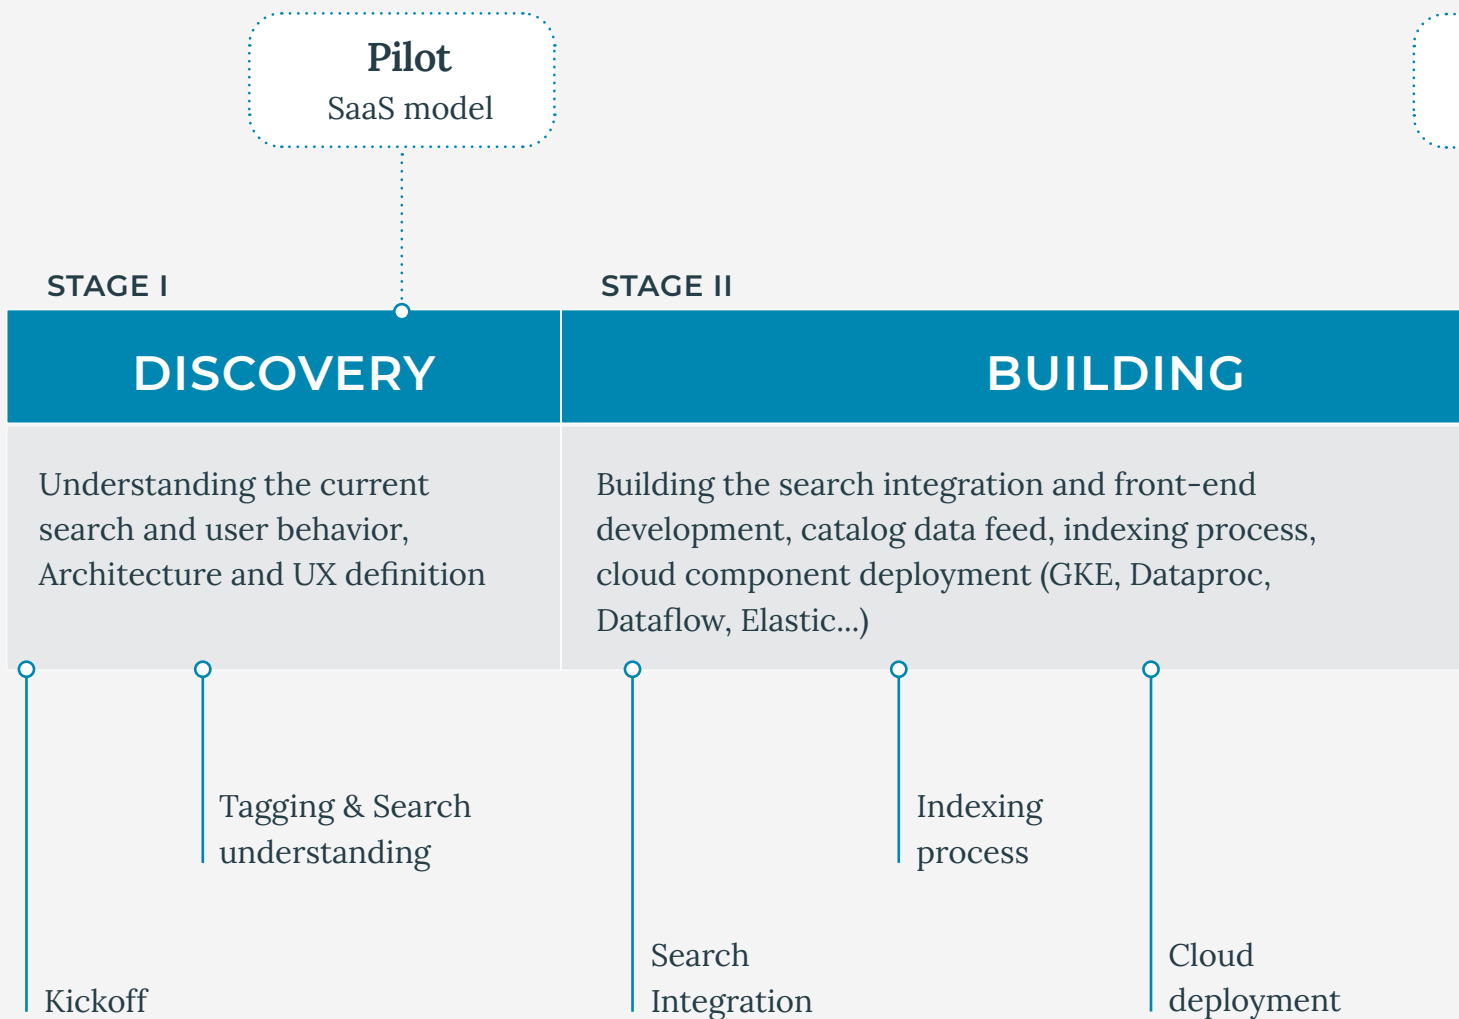 Pilot
SaaS model
STAGE I
STAGE II
DISCOVERY
BUILDING
Understanding the current
search and user behavior,
Architecture and UX definition
Building the search integration and front-end
development, catalog data feed, indexing process,
cloud component deployment (GKE, Dataproc,
Dataflow, Elastic...)
Tagging & Search
understanding
Indexing
process
Kickoff
Search
Integration
Cloud
deployment